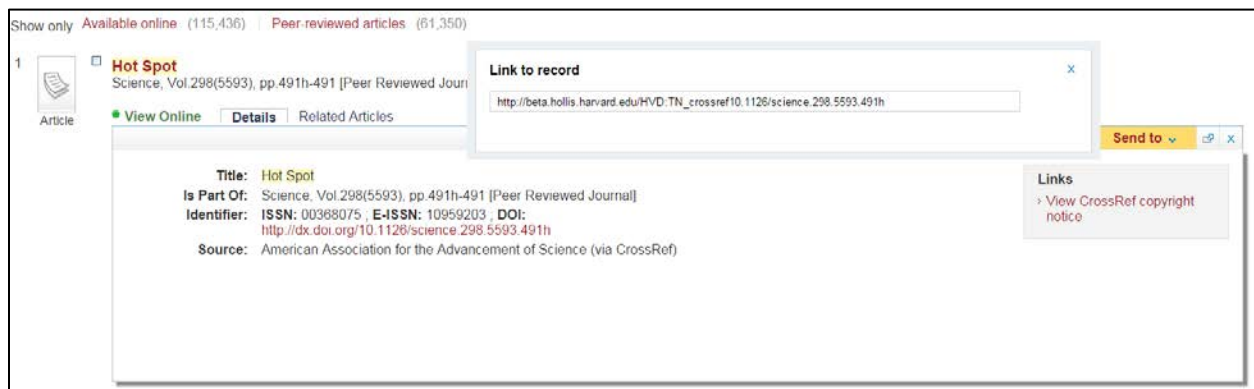 Show only Available online (115,436) | Peer-reviewed articles (61,350)
1
Article
Hot Spot
Science, Vol.298(5593), pp.491h-491 [Peer Reviewed Journ
View Online Details Related Articles
Link to record x
http://beta.hollis.harvard.edu/HVD:TN_crossref10.1126/science.298.5593.491h
Send to x
Title: Hot Spot
Is Part Of: Science, Vol.298(5593), pp.491h-491 [Peer Reviewed Journal]
Identifier: ISSN: 00368075 ; E-ISSN: 10959203 ; DOI:
http://dx.doi.org/10.1126/science.298.5593.491h
Source: American Association for the Advancement of Science (via CrossRef)
Links
› View CrossRef copyright
notice